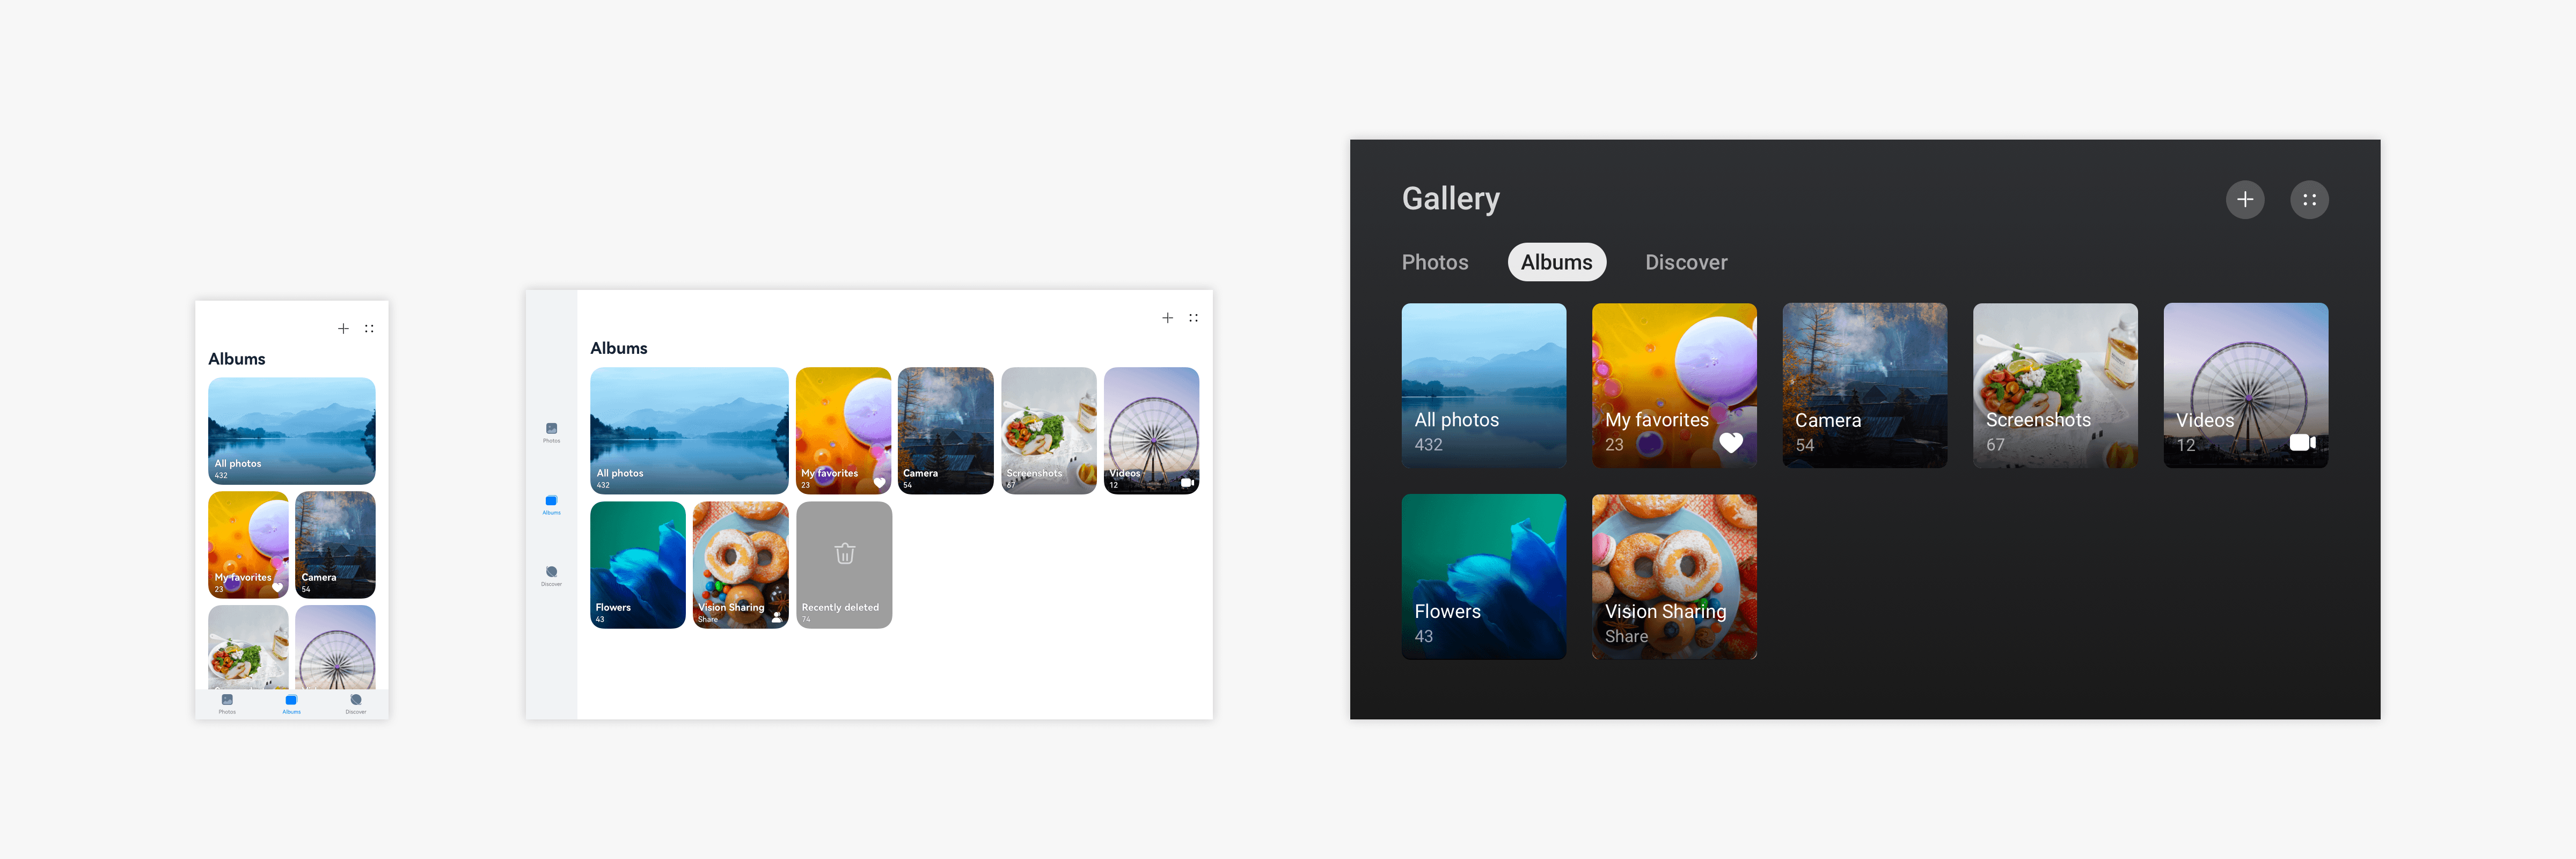 Albums
All photos
432
My favorites
23
Camera
54
Photos
Albums
Discover
Photos
Albums
Discover
Albums
All photos
432
My favorites
23
Camera
54
Screenshots
67
Videos
12
Flowers
43
Vision Sharing
Share
Recently deleted
74
Gallery
Photos
Albums
Discover
All photos
432
My favorites
23
Camera
54
Screenshots
67
Videos
12
Flowers
43
Vision Sharing
Share